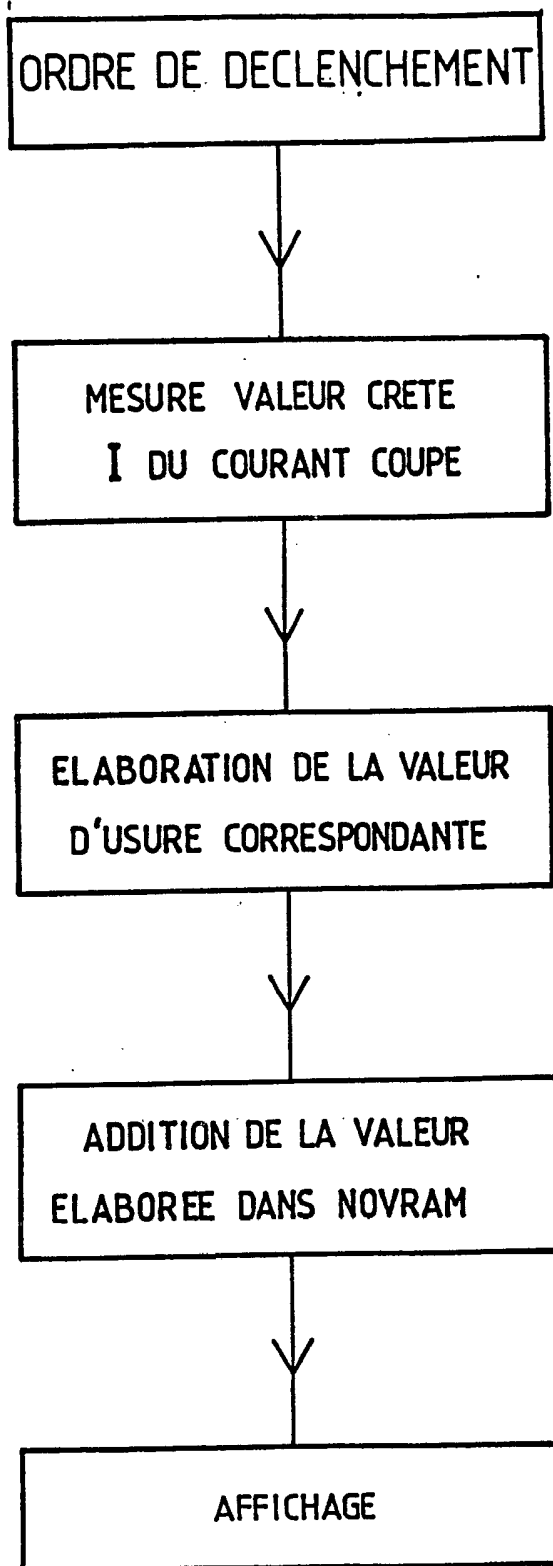 ORDRE DE DECLENCHEMENT
MESURE VALEUR CRETE
I DU COURANT COUPE
ELABORATION DE LA VALEUR
D'USURE CORRESPONDANTE
ADDITION DE LA VALEUR
ELABOREE DANS NOVRAM
AFFICHAGE